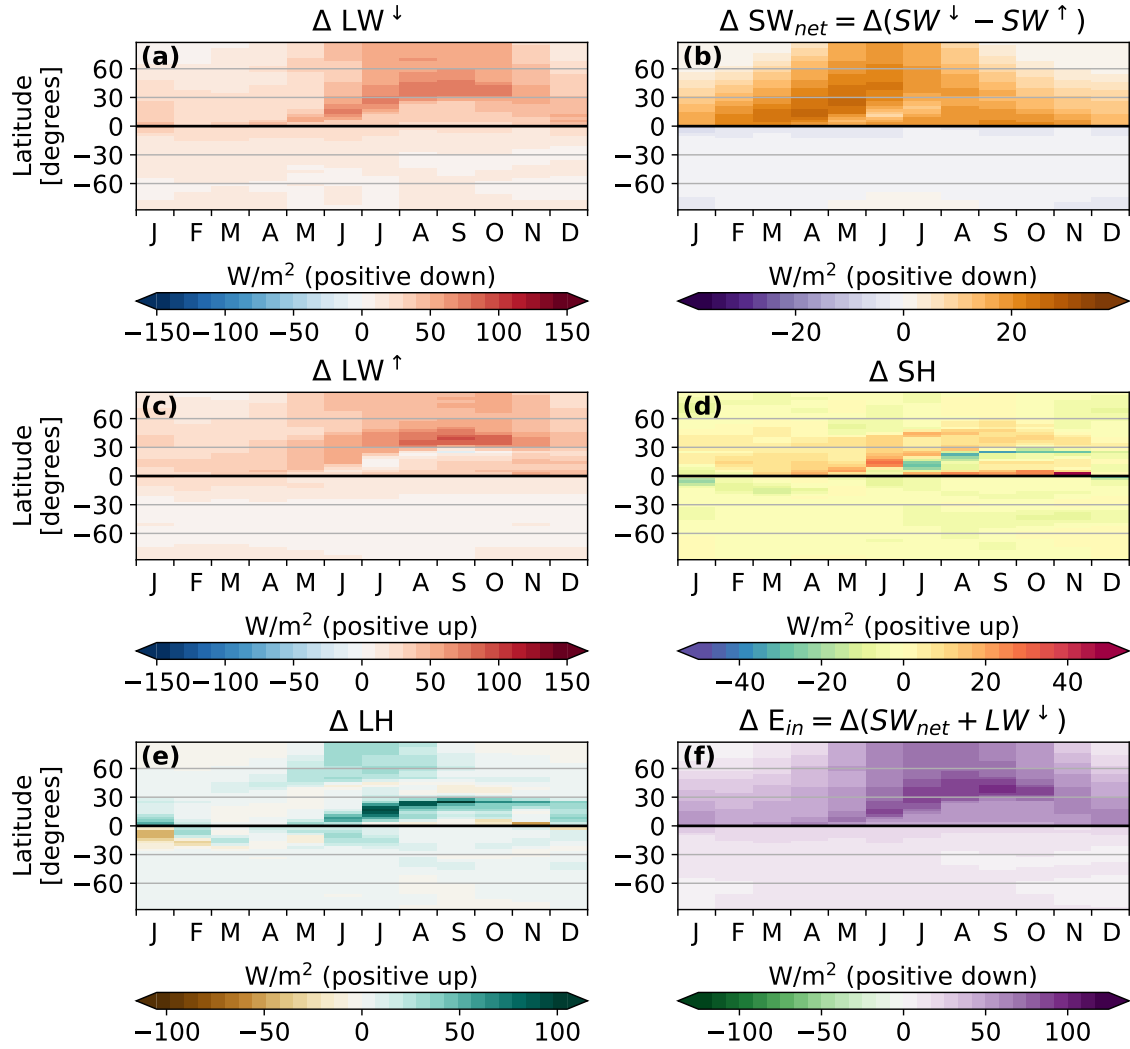 Δ LW↓
Δ SW_net = Δ(SW↓ − SW↑)
(a)
(b)
60
30
0
−30
−60
Latitude
[degrees]
60
30
0
−30
−60
J F M A M J J A S O N D
J F M A M J J A S O N D
W/m² (positive down)
W/m² (positive down)
−150 −100 −50 0 50 100 150
−20 0 20
Δ LW↑
Δ SH
(c)
(d)
60
30
0
−30
−60
Latitude
[degrees]
60
30
0
−30
−60
J F M A M J J A S O N D
J F M A M J J A S O N D
W/m² (positive up)
W/m² (positive up)
−150 −100 −50 0 50 100 150
−40 −20 0 20 40
Δ LH
Δ E_in = Δ(SW_net + LW↓)
(e)
(f)
60
30
0
−30
−60
Latitude
[degrees]
60
30
0
−30
−60
J F M A M J J A S O N D
J F M A M J J A S O N D
W/m² (positive up)
W/m² (positive down)
−100 −50 0 50 100
−100 −50 0 50 100